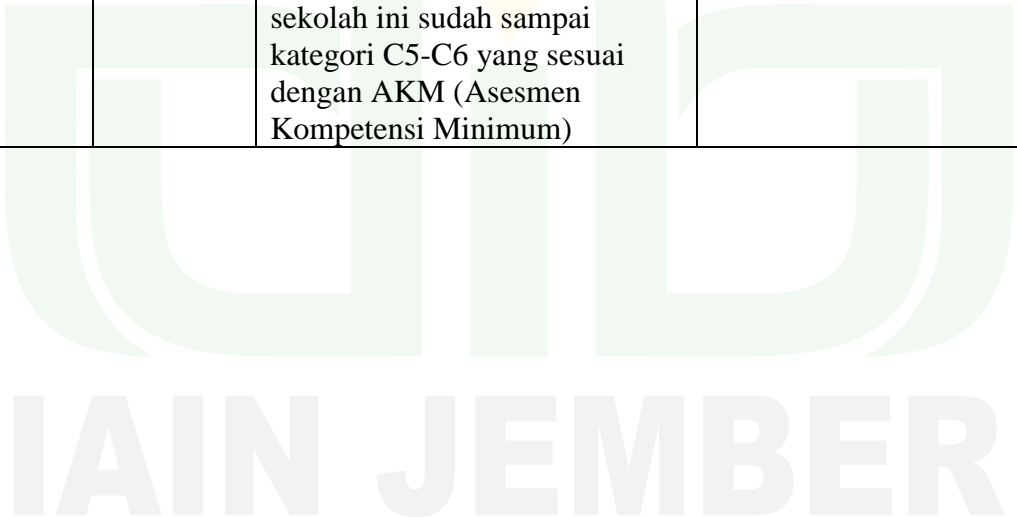 sekolah ini sudah sampai
kategori C5-C6 yang sesuai
dengan AKM (Asesmen
Kompetensi Minimum)
IAIN JEMBER